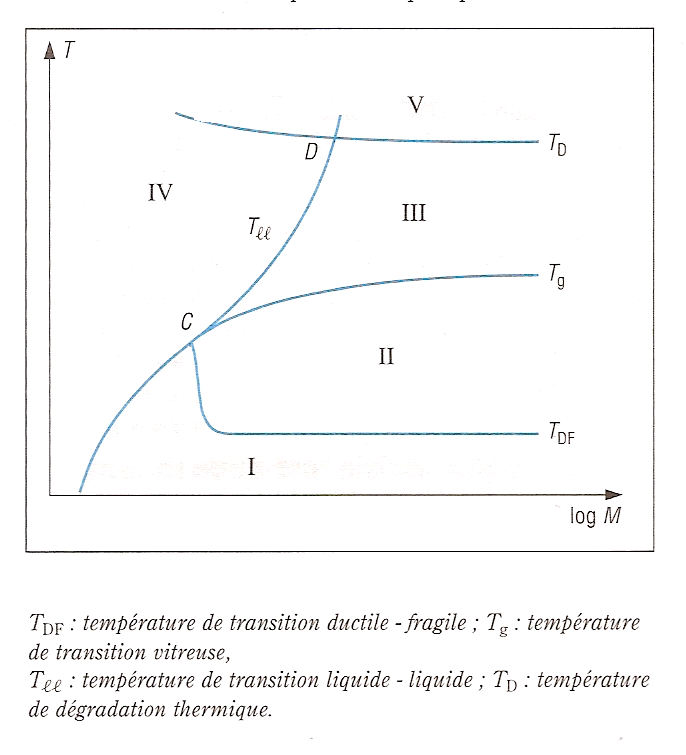 T
V
D
T_D
IV
III
T_ℓℓ
T_g
C
II
T_DF
I
log M
T_DF : température de transition ductile - fragile ; T_g : température
de transition vitreuse,
T_ℓℓ : température de transition liquide - liquide ; T_D : température
de dégradation thermique.